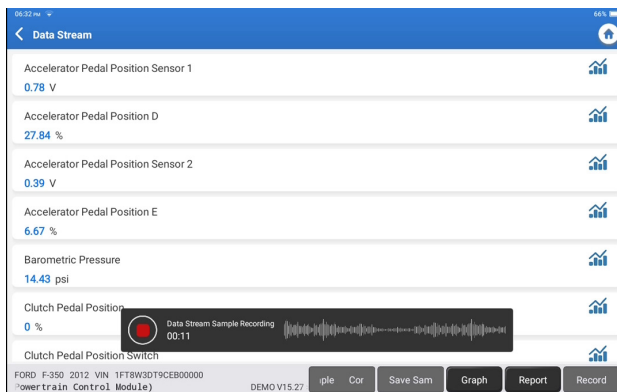 06:32 PM 66%
Data Stream
Accelerator Pedal Position Sensor 1
0.78 V
Accelerator Pedal Position D
27.84 %
Accelerator Pedal Position Sensor 2
0.39 V
Accelerator Pedal Position E
6.67 %
Barometric Pressure
14.43 psi
Clutch Pedal Position
0 %
Data Stream Sample Recording
00:11
Clutch Pedal Position Switch
FORD F-350 2012 VIN 1FT8W3DT9CEB00000
Powertrain Control Module) DEMO V15.27
ple Cor Save Sam Graph Report Record